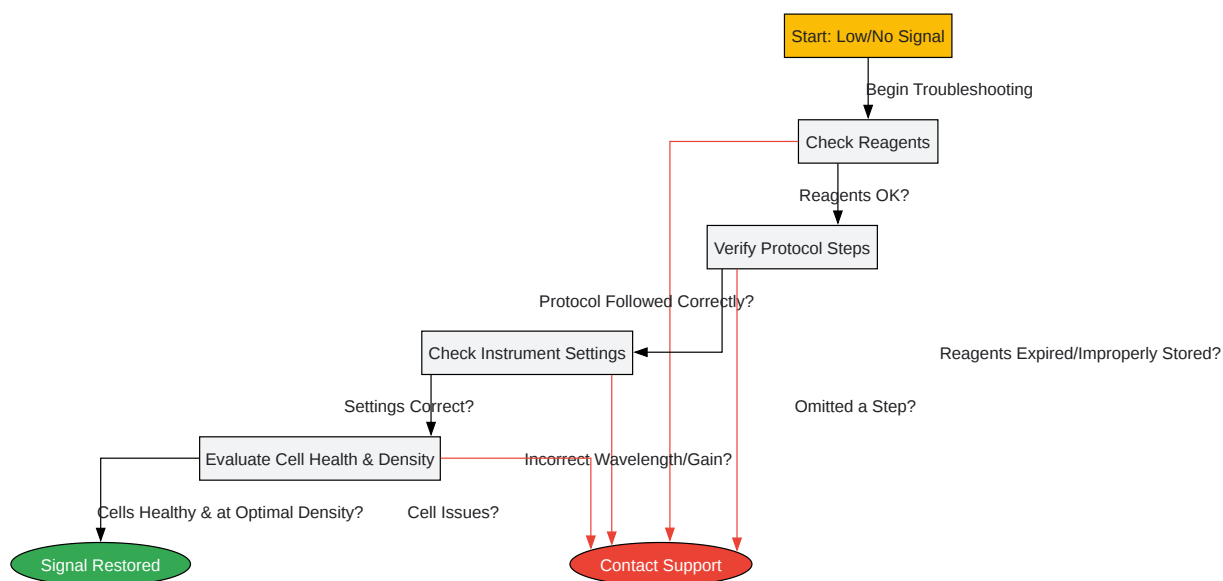 Start: Low/No Signal
Begin Troubleshooting
Check Reagents
Reagents OK?
Verify Protocol Steps
Protocol Followed Correctly?
Check Instrument Settings
Reagents Expired/Improperly Stored?
Settings Correct?
Omitted a Step?
Evaluate Cell Health & Density
Incorrect Wavelength/Gain?
Cells Healthy & at Optimal Density?
Cell Issues?
Signal Restored
Contact Support